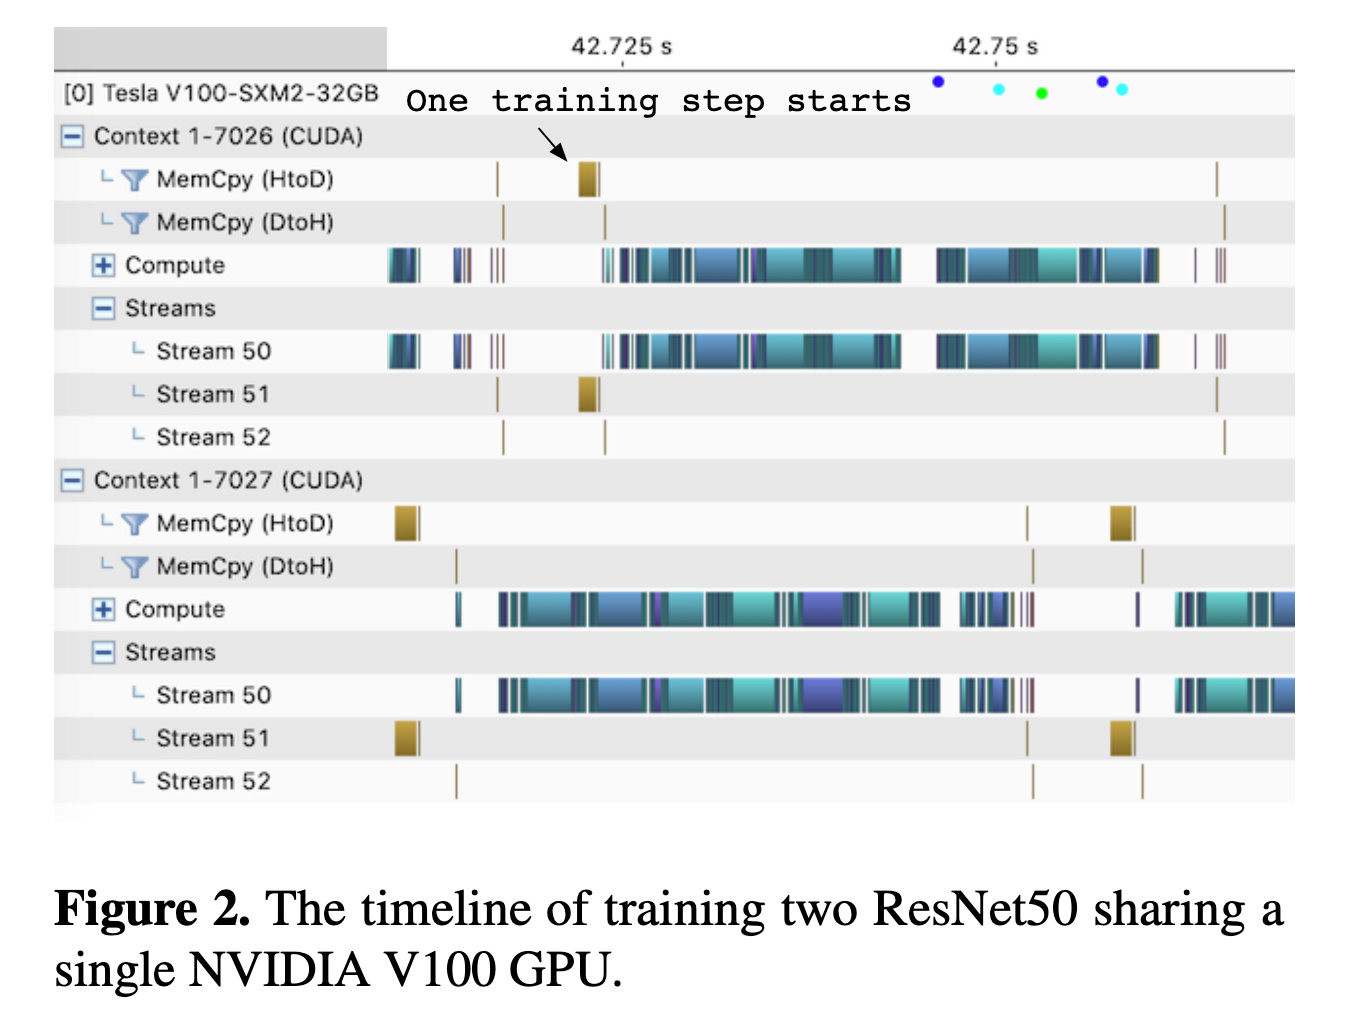 42.725 s 42.75 s
[0] Tesla V100-SXM2-32GB
One training step starts
Context 1-7026 (CUDA)
MemCpy (HtoD)
MemCpy (DtoH)
Compute
Streams
Stream 50
Stream 51
Stream 52
Context 1-7027 (CUDA)
MemCpy (HtoD)
MemCpy (DtoH)
Compute
Streams
Stream 50
Stream 51
Stream 52
Figure 2. The timeline of training two ResNet50 sharing a
single NVIDIA V100 GPU.